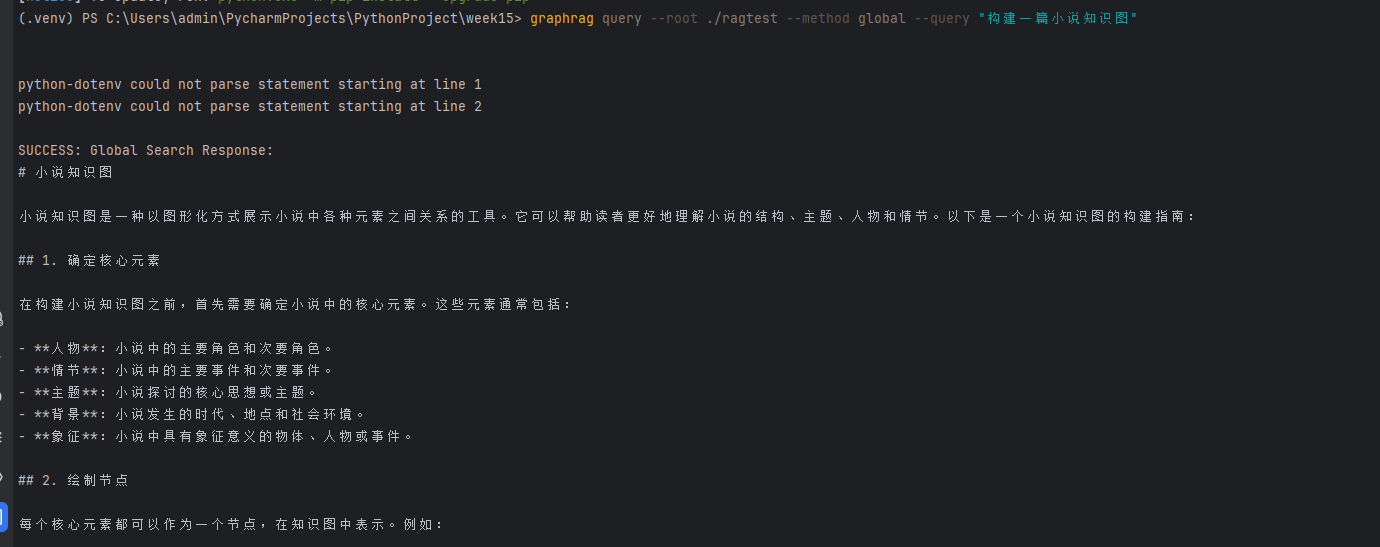 (.venv) PS C:\Users\admin\PycharmProjects\PythonProject\week15> graphrag query --root ./ragtest --method global --query "构建一篇小说知识图"
python-dotenv could not parse statement starting at line 1
python-dotenv could not parse statement starting at line 2
SUCCESS: Global Search Response:
# 小说知识图
小说知识图是一种以图形化方式展示小说中各种元素之间关系的工具。它可以帮助读者更好地理解小说的结构、主题、人物和情节。以下是一个小说知识图的构建指南：
## 1. 确定核心元素
在构建小说知识图之前，首先需要确定小说中的核心元素。这些元素通常包括：
- **人物**: 小说中的主要角色和次要角色。
- **情节**: 小说中的主要事件和次要事件。
- **主题**: 小说探讨的核心思想或主题。
- **背景**: 小说发生的时代、地点和社会环境。
- **象征**: 小说中具有象征意义的物体、人物或事件。
## 2. 绘制节点
每个核心元素都可以作为一个节点，在知识图中表示。例如：